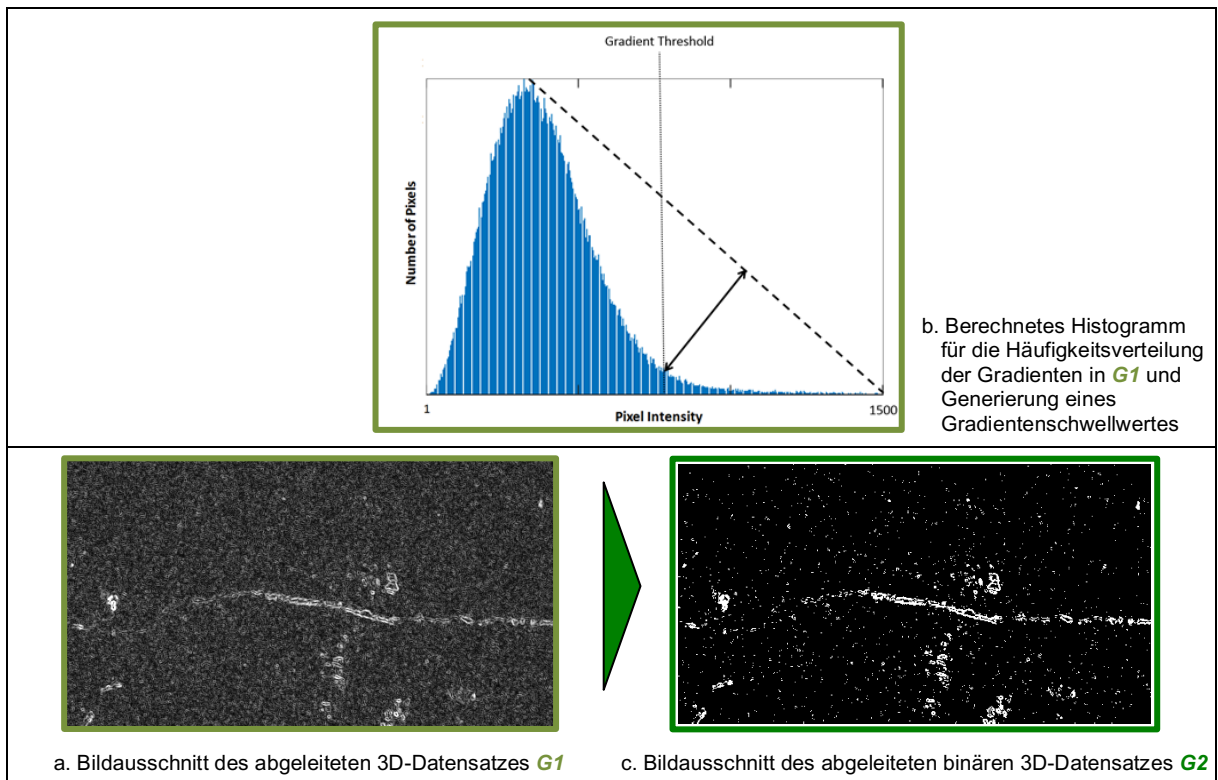 Gradient Threshold
Number of Pixels
1
1500
Pixel Intensity
b. Berechnetes Histogramm
für die Häufigkeitsverteilung
der Gradienten in G1 und
Generierung eines
Gradientenschwellwertes
a. Bildausschnitt des abgeleiteten 3D-Datensatzes G1
c. Bildausschnitt des abgeleiteten binären 3D-Datensatzes G2